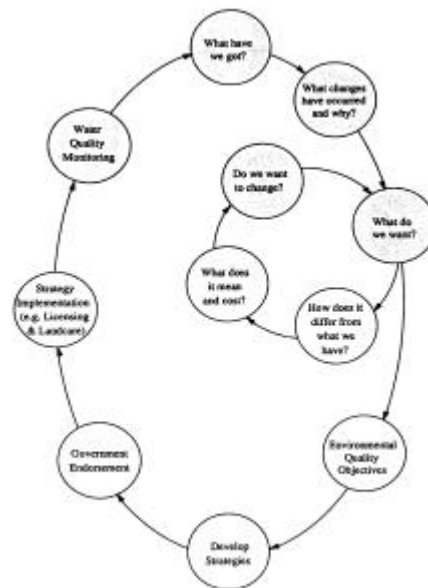 What have
we got?
What changes
have occurred
and why?
Water
Quality
Monitoring
Do we want
to change?
What do
we want?
What does
it mean
and cost?
Strategy
Implementation
(e.g. Licensing
& Landcare)
How does it
differ from
what we
have?
Government
Endorsement
Environmental
Quality
Objectives
Develop
Strategies